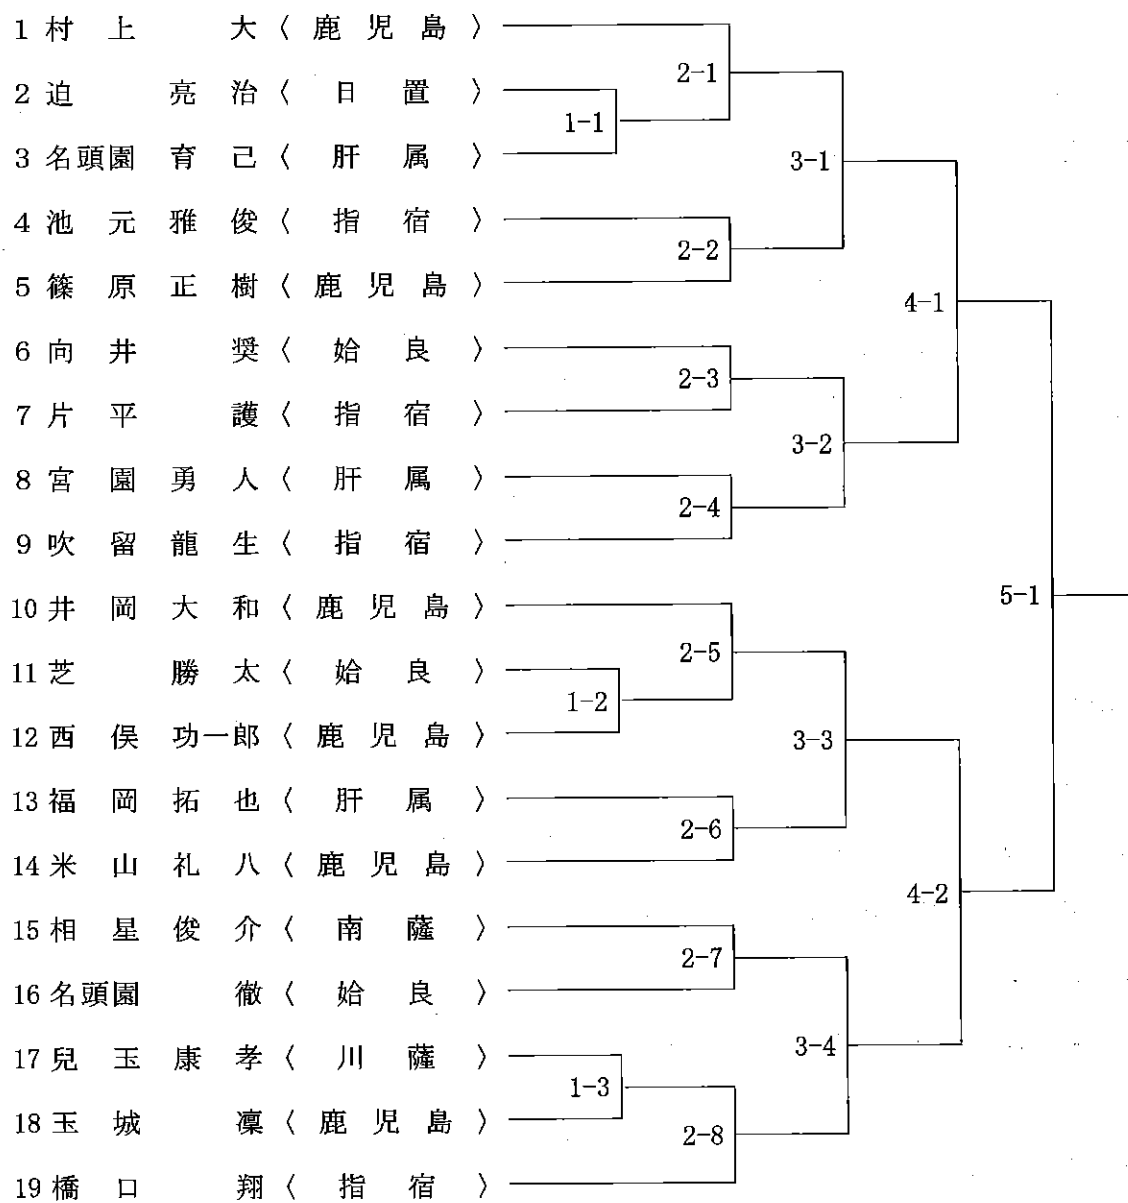 1 村上 大〈鹿児島〉
2 迫 亮治〈日置〉
3 名頭園 育己〈肝属〉
4 池元雅俊〈指宿〉
5 篠原正樹〈鹿児島〉
6 向井 奨〈姶良〉
7 片平 護〈指宿〉
8 宮園勇人〈肝属〉
9 吹留龍生〈指宿〉
10 井岡大和〈鹿児島〉
11 芝 勝太〈姶良〉
12 西俣功一郎〈鹿児島〉
13 福岡拓也〈肝属〉
14 米山礼八〈鹿児島〉
15 相星俊介〈南薩〉
16 名頭園 徹〈姶良〉
17 兒玉康孝〈川薩〉
18 玉城 凜〈鹿児島〉
19 橋口 翔〈指宿〉
1-1
1-2
1-3
2-1
2-2
2-3
2-4
2-5
2-6
2-7
2-8
3-1
3-2
3-3
3-4
4-1
4-2
5-1